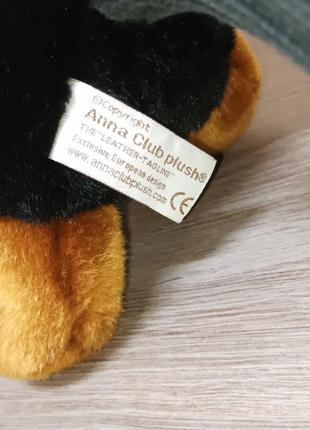 ©Copyright
Anna Club plush®
THE "LEATHER-TAGLINE"
Exclusive European design
www.annaclubplush.com CE